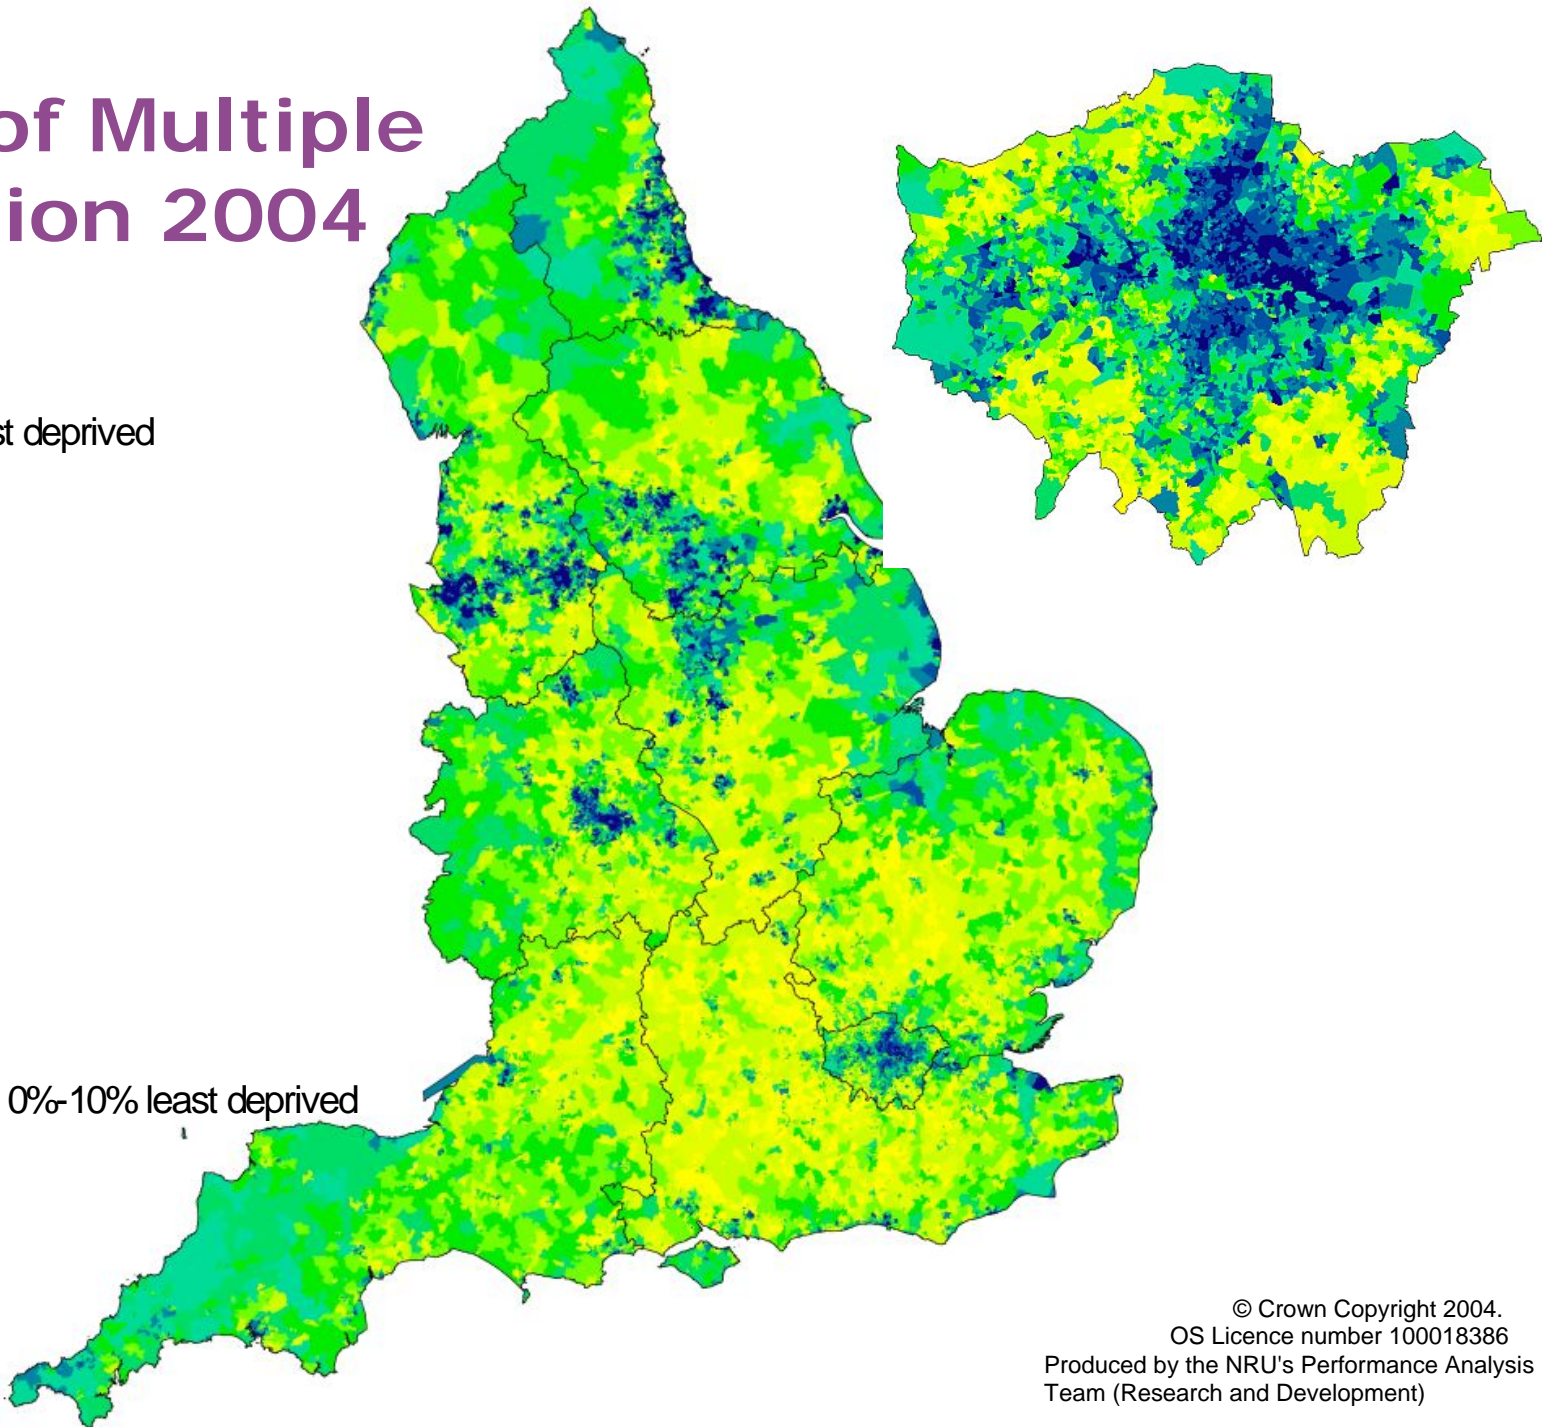 of Multiple
ion 2004
st deprived
0%-10% least deprived
© Crown Copyright 2004.
OS Licence number 100018386
Produced by the NRU's Performance Analysis
Team (Research and Development)